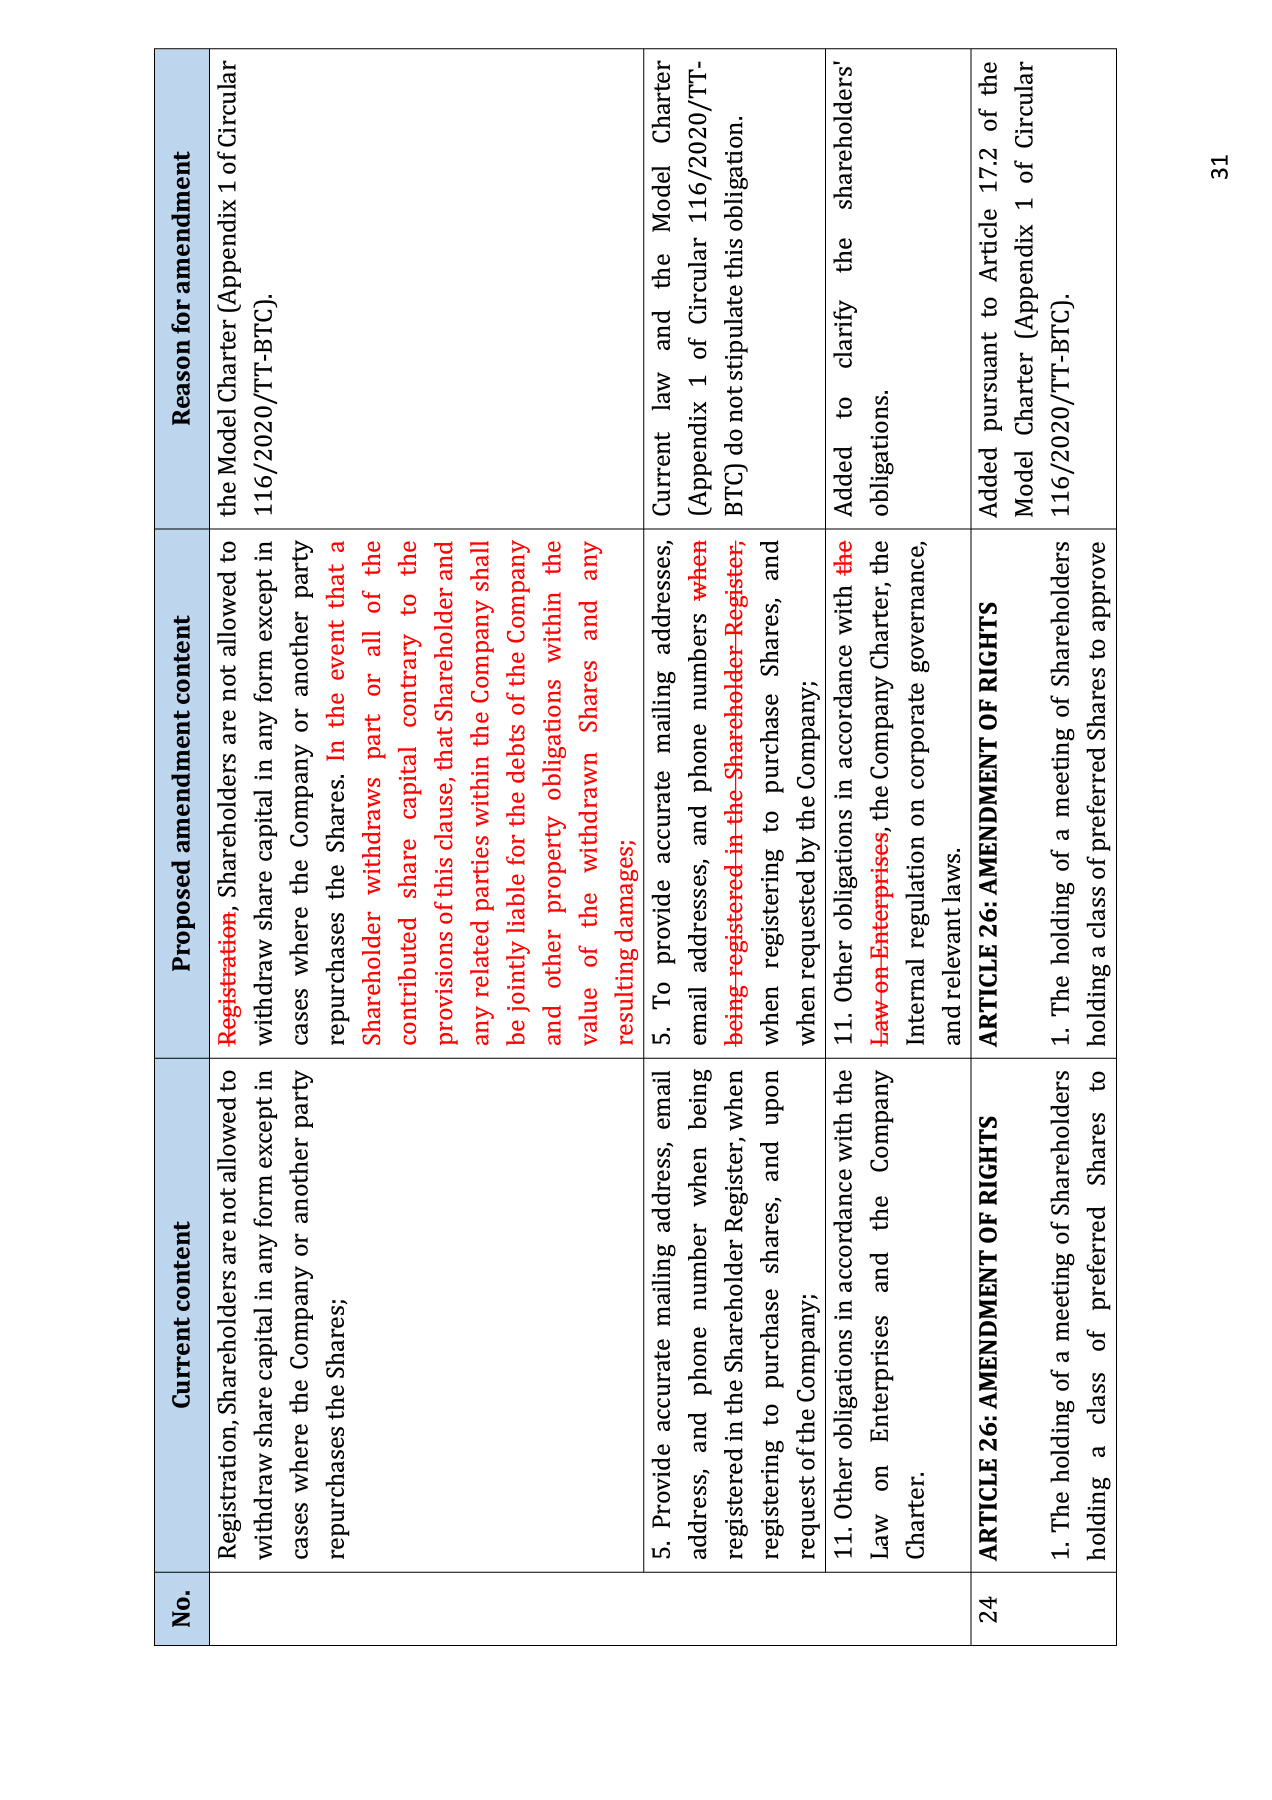 No.
Current content
Proposed amendment content
Reason for amendment
Registration, Shareholders are not allowed to
withdraw share capital in any form except in
cases where the Company or another party
repurchases the Shares;
Registration, Shareholders are not allowed to
withdraw share capital in any form except in
cases where the Company or another party
repurchases the Shares. In the event that a
Shareholder withdraws part or all of the
contributed share capital contrary to the
provisions of this clause, that Shareholder and
any related parties within the Company shall
be jointly liable for the debts of the Company
and other property obligations within the
value of the withdrawn Shares and any
resulting damages;
the Model Charter (Appendix 1 of Circular
116/2020/TT-BTC).
5. Provide accurate mailing address, email
address, and phone number when being
registered in the Shareholder Register, when
registering to purchase shares, and upon
request of the Company;
5. To provide accurate mailing addresses,
email addresses, and phone numbers when
being registered in the Shareholder Register,
when registering to purchase Shares, and
when requested by the Company;
Current law and the Model Charter
(Appendix 1 of Circular 116/2020/TT-
BTC) do not stipulate this obligation.
11. Other obligations in accordance with the
Law on Enterprises and the Company
Charter.
11. Other obligations in accordance with the
Law on Enterprises, the Company Charter, the
Internal regulation on corporate governance,
and relevant laws.
Added to clarify the shareholders'
obligations.
24
ARTICLE 26: AMENDMENT OF RIGHTS
1. The holding of a meeting of Shareholders
holding a class of preferred Shares to
ARTICLE 26: AMENDMENT OF RIGHTS
1. The holding of a meeting of Shareholders
holding a class of preferred Shares to approve
Added pursuant to Article 17.2 of the
Model Charter (Appendix 1 of Circular
116/2020/TT-BTC).
31